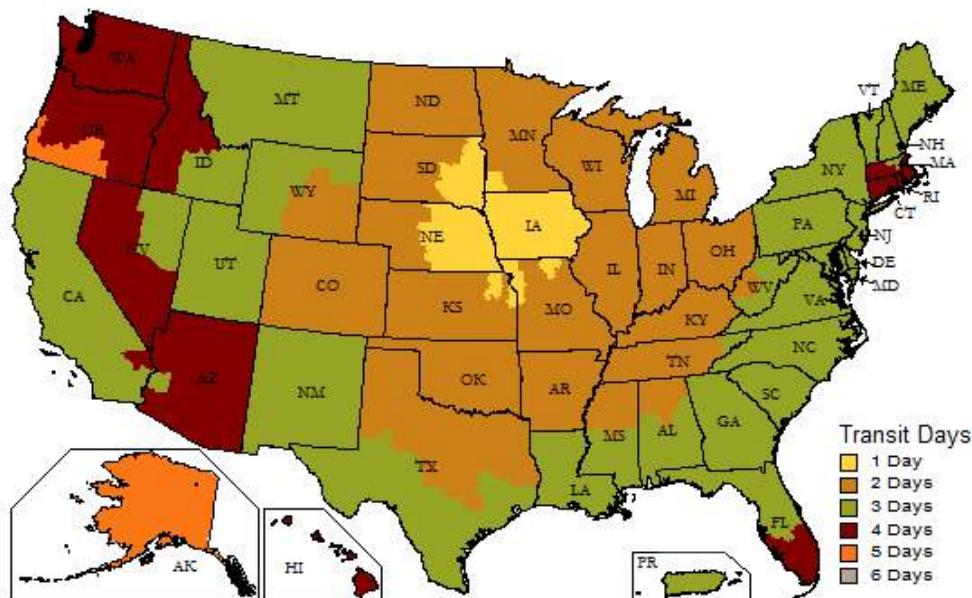 WA
MT
ND
MN
VT
ME
OR
ID
SD
WI
MI
NY
NH
MA
RI
CT
WY
NE
IA
PA
NJ
NV
UT
CO
IL
IN
OH
WV
DE
MD
CA
KS
MO
KY
VA
AZ
NM
OK
AR
TN
NC
SC
TX
LA
MS
AL
GA
FL
AK
HI
PR
Transit Days
1 Day
2 Days
3 Days
4 Days
5 Days
6 Days